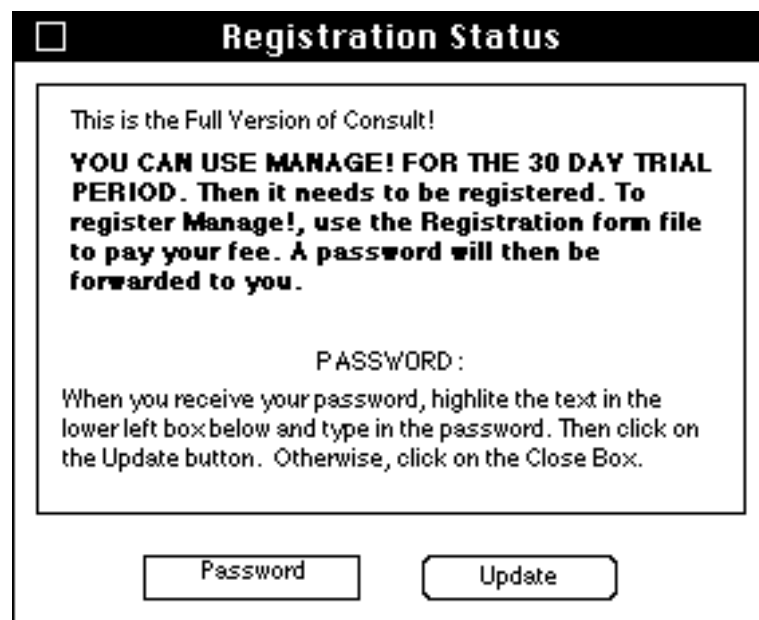 Registration Status
This is the Full Version of Consult!
YOU CAN USE MANAGE! FOR THE 30 DAY TRIAL
PERIOD. Then it needs to be registered. To
register Manage!, use the Registration form file
to pay your fee. A password will then be
forwarded to you.
PASSWORD:
When you receive your password, highlite the text in the
lower left box below and type in the password. Then click on
the Update button.  Otherwise, click on the Close Box.
Password
Update